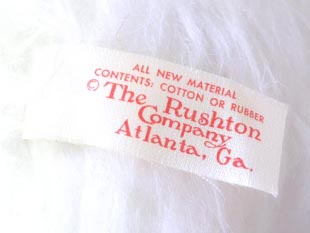 ALL NEW MATERIAL
CONTENTS: COTTON OR RUBBER
© The Rushton
Company
Atlanta, Ga.